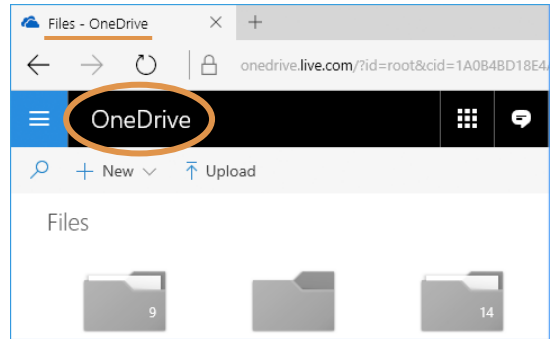 Files - OneDrive
onedrive.live.com/?id=root&cid=1A0B4BD18E4
OneDrive
New Upload
Files
9 14